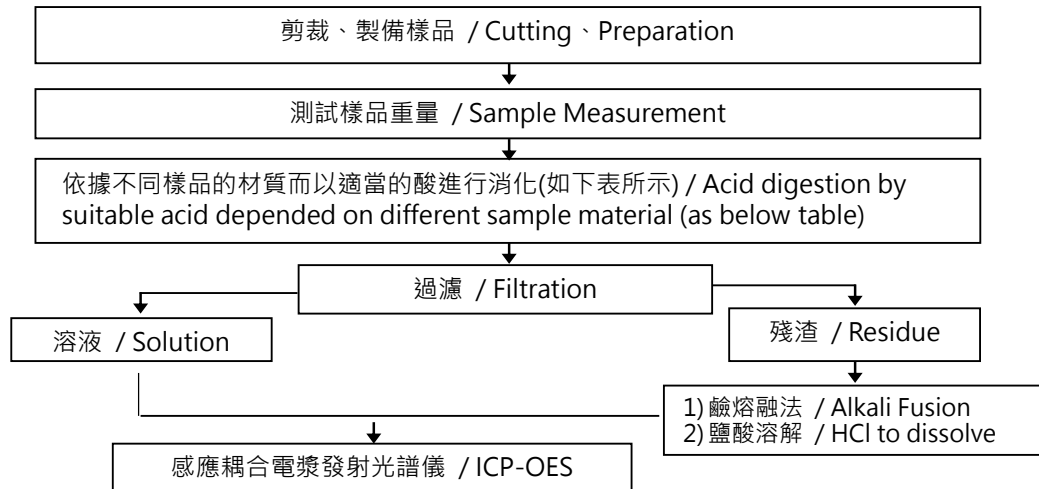 剪裁、製備樣品 / Cutting、Preparation
測試樣品重量 / Sample Measurement
依據不同樣品的材質而以適當的酸進行消化(如下表所示) / Acid digestion by
suitable acid depended on different sample material (as below table)
過濾 / Filtration
溶液 / Solution
殘渣 / Residue
1) 鹼熔融法 / Alkali Fusion
2) 鹽酸溶解 / HCl to dissolve
感應耦合電漿發射光譜儀 / ICP-OES